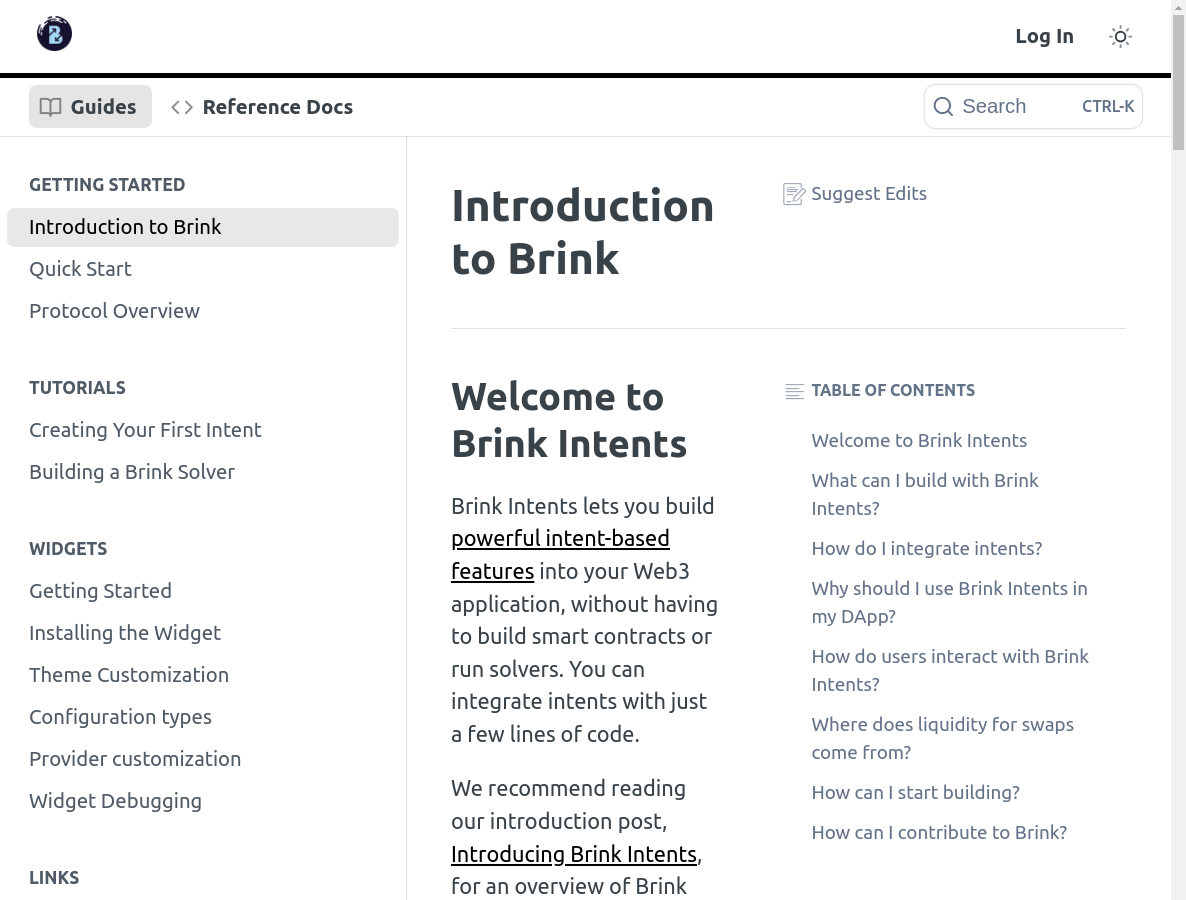 Log In
Guides
Reference Docs
Search
CTRL-K
GETTING STARTED
Introduction to Brink
Quick Start
Protocol Overview
TUTORIALS
Creating Your First Intent
Building a Brink Solver
WIDGETS
Getting Started
Installing the Widget
Theme Customization
Configuration types
Provider customization
Widget Debugging
LINKS
Introduction
to Brink
Suggest Edits
Welcome to
Brink Intents
Brink Intents lets you build
powerful intent-based
features into your Web3
application, without having
to build smart contracts or
run solvers. You can
integrate intents with just
a few lines of code.
We recommend reading
our introduction post,
Introducing Brink Intents,
for an overview of Brink
TABLE OF CONTENTS
Welcome to Brink Intents
What can I build with Brink
Intents?
How do I integrate intents?
Why should I use Brink Intents in
my DApp?
How do users interact with Brink
Intents?
Where does liquidity for swaps
come from?
How can I start building?
How can I contribute to Brink?